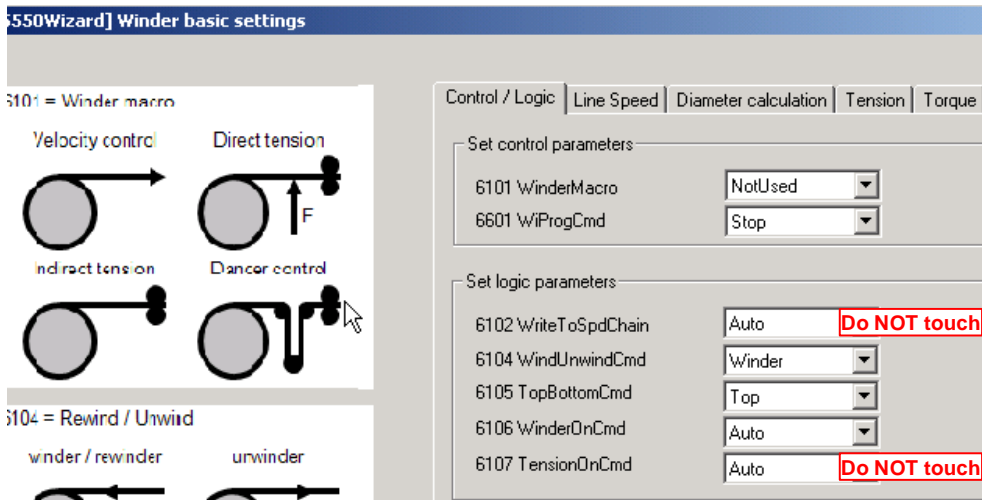 5550Wizard] Winder basic settings
6101 = Winder macro
Velocity control Direct tension
F
Indirect tension Dancer control
6104 = Rewind / Unwind
winder / rewinder unwinder
Control / Logic Line Speed Diameter calculation Tension Torque
Set control parameters
6101 WinderMacro NotUsed
6601 WiProgCmd Stop
Set logic parameters
6102 WriteToSpdChain Auto Do NOT touch
6104 WindUnwindCmd Winder
6105 TopBottomCmd Top
6106 WinderOnCmd Auto
6107 TensionOnCmd Auto Do NOT touch